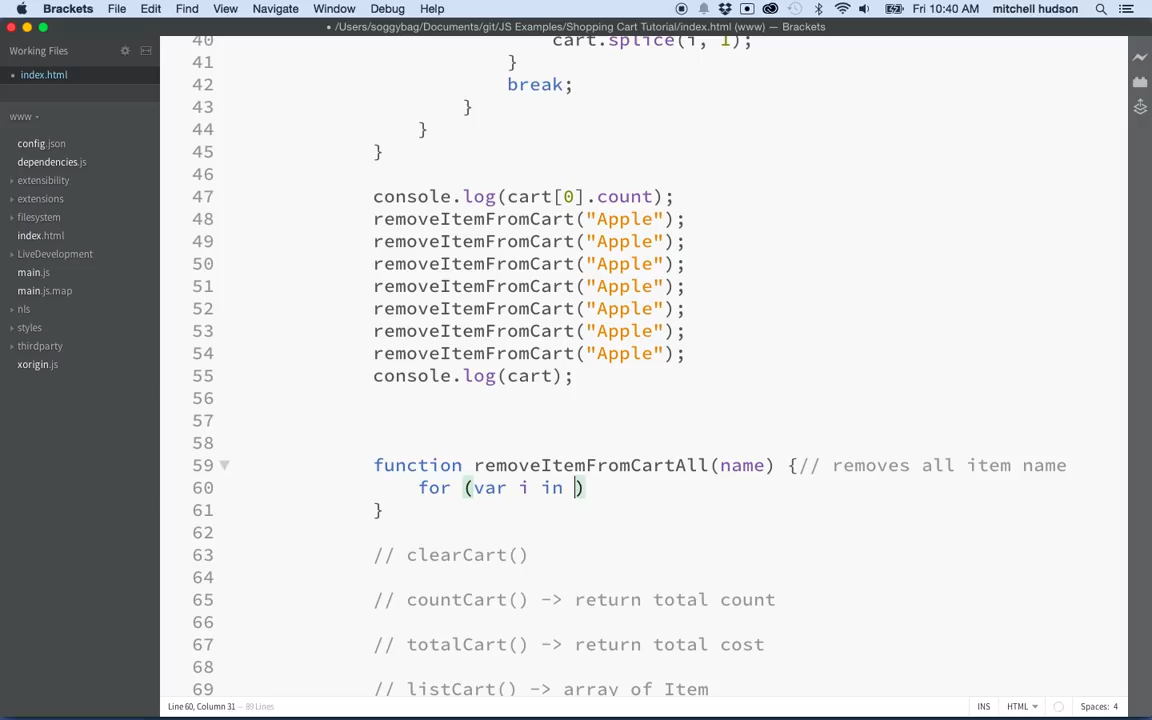 Brackets File Edit Find View Navigate Window Debug Help Fri 10:40 AM mitchell hudson
• /Users/soggybag/Documents/git/JS Examples/Shopping Cart Tutorial/index.html (www) — Brackets
Working Files
• index.html
www
config.json
dependencies.js
extensibility
extensions
filesystem
index.html
LiveDevelopment
main.js
main.js.map
nls
styles
thirdparty
xorigin.js
40 cart.splice(i, 1);
41 }
42 break;
43 }
44 }
45 }
46
47 console.log(cart[0].count);
48 removeItemFromCart("Apple");
49 removeItemFromCart("Apple");
50 removeItemFromCart("Apple");
51 removeItemFromCart("Apple");
52 removeItemFromCart("Apple");
53 removeItemFromCart("Apple");
54 removeItemFromCart("Apple");
55 console.log(cart);
56
57
58
59 function removeItemFromCartAll(name) {// removes all item name
60 for (var i in )
61 }
62
63 // clearCart()
64
65 // countCart() -> return total count
66
67 // totalCart() -> return total cost
68
69 // listCart() -> array of Item
Line 60, Column 31 — 89 Lines INS HTML Spaces: 4